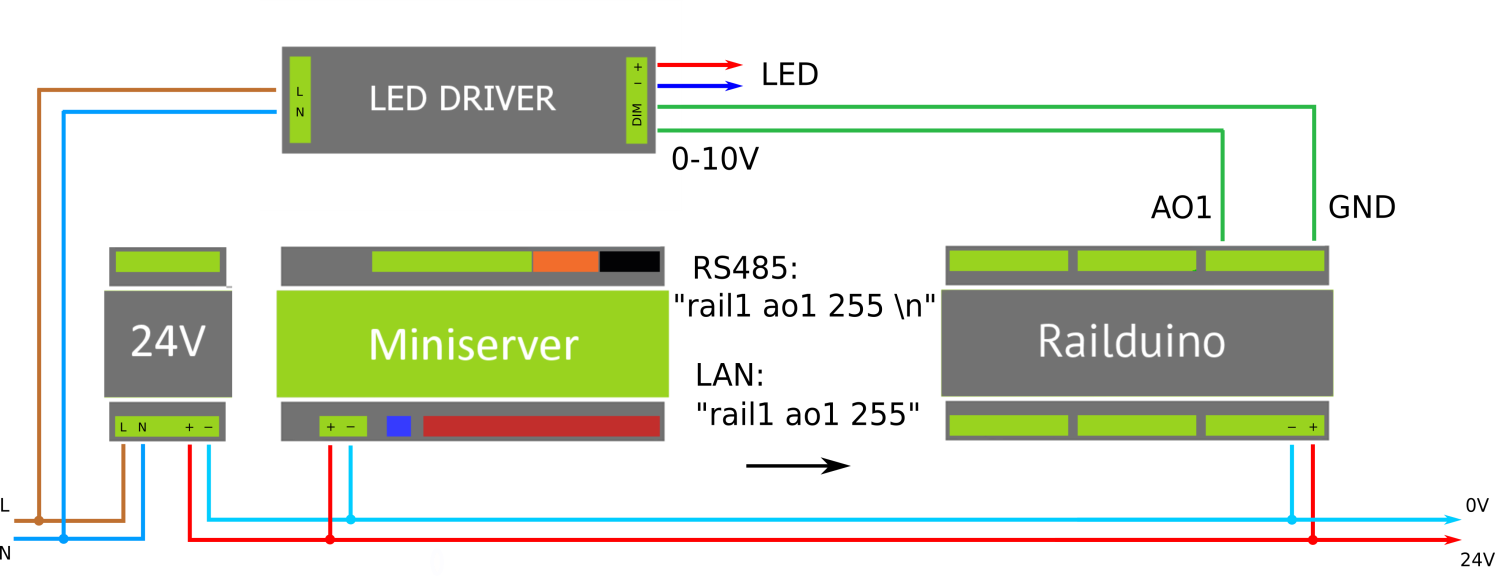 LED DRIVER
L
N
+
−
DIM
LED
0-10V
AO1
GND
24V
L N + −
Miniserver
+ −
RS485:
"rail1 ao1 255 \n"
LAN:
"rail1 ao1 255"
Railduino
− +
L
N
0V
24V